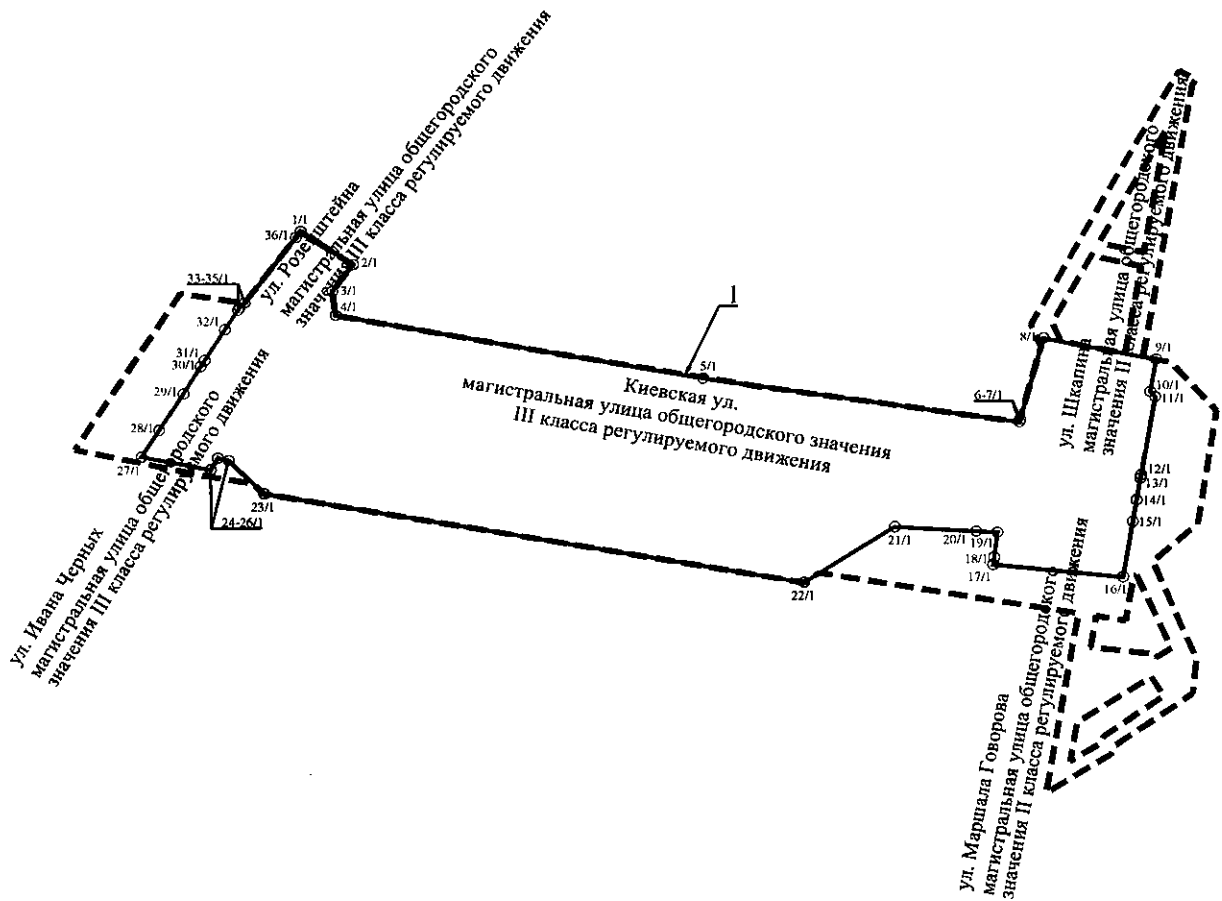 ул. Розенштейна
магистральная улица общегородского
значения III класса регулируемого движения
1/1
36/1
2/1
3/1
4/1
33-35/1
32/1
31/1
30/1
29/1
28/1
27/1
24-26/1
23/1
1
5/1
Киевская ул.
магистральная улица общегородского значения
III класса регулируемого движения
6-7/1
8/1
9/1
10/1
11/1
12/1
13/1
14/1
15/1
16/1
17/1
18/1
19/1
20/1
21/1
22/1
ул. Шкапина
магистральная улица общегородского
значения II класса регулируемого движения
ул. Ивана Черных
магистральная улица общегородского
значения III класса регулируемого движения
ул. Маршала Говорова
магистральная улица общегородского
значения II класса регулируемого движения